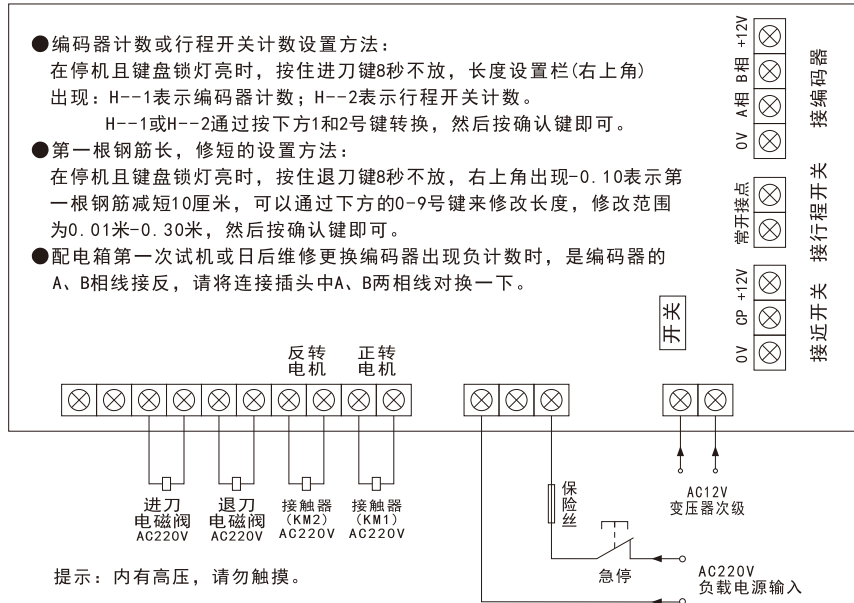 ●编码器计数或行程开关计数设置方法:
在停机且键盘锁灯亮时,按住进刀键8秒不放,长度设置栏(右上角)
出现:H--1表示编码器计数;H--2表示行程开关计数。
H--1或H--2通过按下方1和2号键转换,然后按确认键即可。
●第一根钢筋长,修短的设置方法:
在停机且键盘锁灯亮时,按住退刀键8秒不放,右上角出现-0.10表示第
一根钢筋减短10厘米,可以通过下方的0-9号键来修改长度,修改范围
为0.01米-0.30米,然后按确认键即可。
●配电箱第一次试机或日后维修更换编码器出现负计数时,是编码器的
A、B相线接反,请将连接插头中A、B两相线对换一下。
0V A相 B相 +12V
接编码器
常开接点
接行程开关
0V CP +12V
接近开关
开关
反转
电机
正转
电机
进刀
电磁阀
AC220V
退刀
电磁阀
AC220V
接触器
(KM2)
AC220V
接触器
(KM1)
AC220V
保险丝
急停
AC12V
变压器次级
AC220V
负载电源输入
提示:内有高压,请勿触摸。